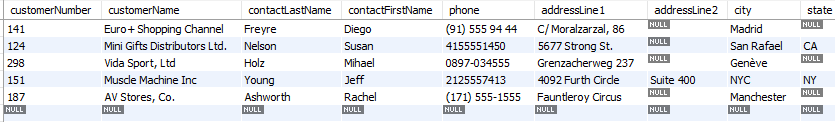 customerNumber customerName contactLastName contactFirstName phone addressLine1 addressLine2 city state
141 Euro+ Shopping Channel Freyre Diego (91) 555 94 44 C/ Moralzarzal, 86 NULL Madrid NULL
124 Mini Gifts Distributors Ltd. Nelson Susan 4155551450 5677 Strong St. NULL San Rafael CA
298 Vida Sport, Ltd Holz Mihael 0897-034555 Grenzacherweg 237 NULL Genève NULL
151 Muscle Machine Inc Young Jeff 2125557413 4092 Furth Circle Suite 400 NYC NY
187 AV Stores, Co. Ashworth Rachel (171) 555-1555 Fauntleroy Circus NULL Manchester NULL
NULL NULL NULL NULL NULL NULL NULL NULL NULL